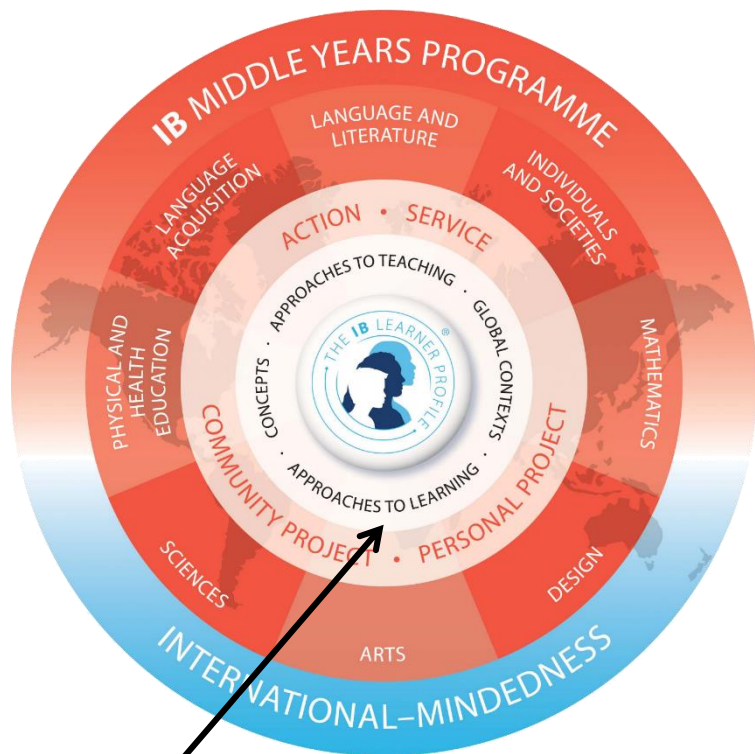 IB MIDDLE YEARS PROGRAMME
LANGUAGE AND
LITERATURE
INDIVIDUALS
AND SOCIETIES
MATHEMATICS
DESIGN
ARTS
SCIENCES
PHYSICAL AND
HEALTH
EDUCATION
LANGUAGE
ACQUISITION
ACTION • SERVICE
COMMUNITY PROJECT • PERSONAL PROJECT
APPROACHES TO TEACHING · GLOBAL CONTEXTS · APPROACHES TO LEARNING · CONCEPTS ·
THE IB LEARNER PROFILE ®
INTERNATIONAL–MINDEDNESS